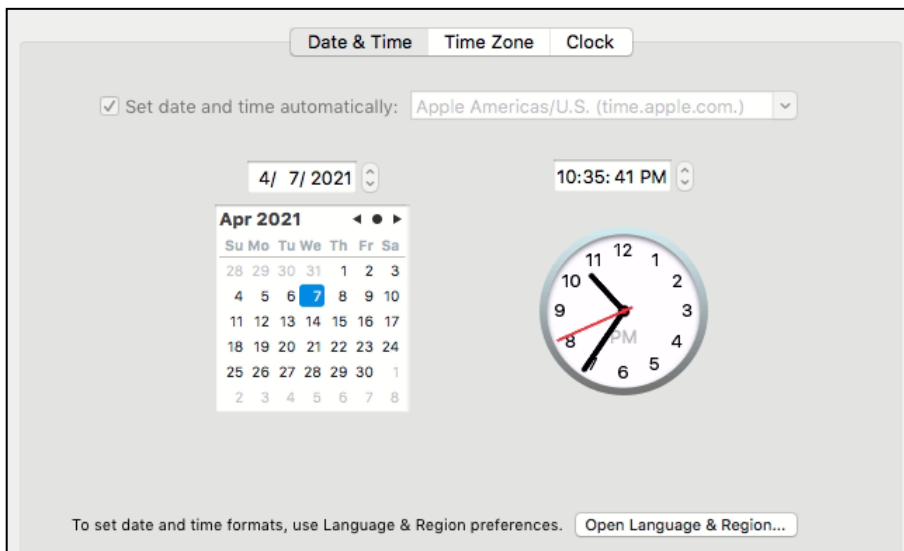 Date & Time Time Zone Clock
Set date and time automatically: Apple Americas/U.S. (time.apple.com.)
4/ 7/ 2021
10:35: 41 PM
Apr 2021
Su Mo Tu We Th Fr Sa
28 29 30 31 1 2 3
4 5 6 7 8 9 10
11 12 13 14 15 16 17
18 19 20 21 22 23 24
25 26 27 28 29 30 1
2 3 4 5 6 7 8
12
11 1
10 2
9 3
8 PM 4
7 5
6
To set date and time formats, use Language & Region preferences. Open Language & Region...